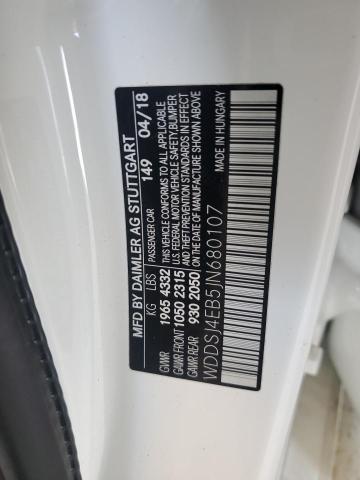 MFD BY DAIMLER AG STUTTGART
PASSENGER CAR 149 04/18
KG LBS
GVWR 1965 4332
GAWR FRONT 1050 2315
GAWR REAR 930 2050
THIS VEHICLE CONFORMS TO ALL APPLICABLE
U.S. FEDERAL MOTOR VEHICLE SAFETY, BUMPER
AND THEFT PREVENTION STANDARDS IN EFFECT
ON THE DATE OF MANUFACTURE SHOWN ABOVE
WDDSJ4EB5JN680107
MADE IN HUNGARY